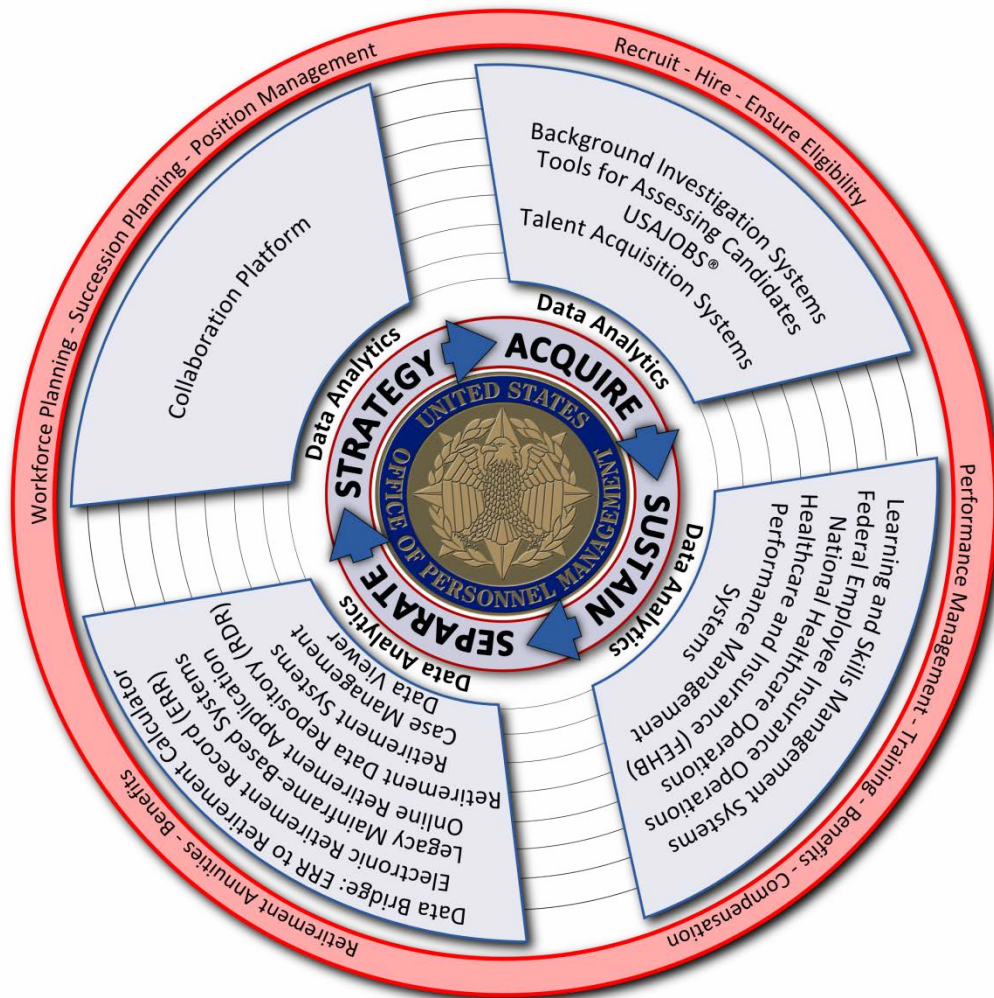 Workforce Planning - Succession Planning - Position Management
Recruit - Hire - Ensure Eligibility
Performance Management - Training - Benefits - Compensation
Retirement Annuities - Benefits
Collaboration Platform
Background Investigation Systems
Tools for Assessing Candidates
USAJOBS®
Talent Acquisition Systems
Learning and Skills Management Systems
Federal Employee Insurance Operations
National Healthcare Operations
Healthcare and Insurance (FEHB)
Performance Management
Systems
Data Bridge: ERR to Retirement Calculator
Electronic Retirement Record (ERR)
Legacy Mainframe-Based Systems
Online Retirement Application
Retirement Data Repository (RDR)
Retirement Systems
Case Management
Data Viewer
Data Analytics
Data Analytics
Data Analytics
Data Analytics
STRATEGY
ACQUIRE
SUSTAIN
SEPARATE
UNITED STATES
OFFICE OF PERSONNEL MANAGEMENT